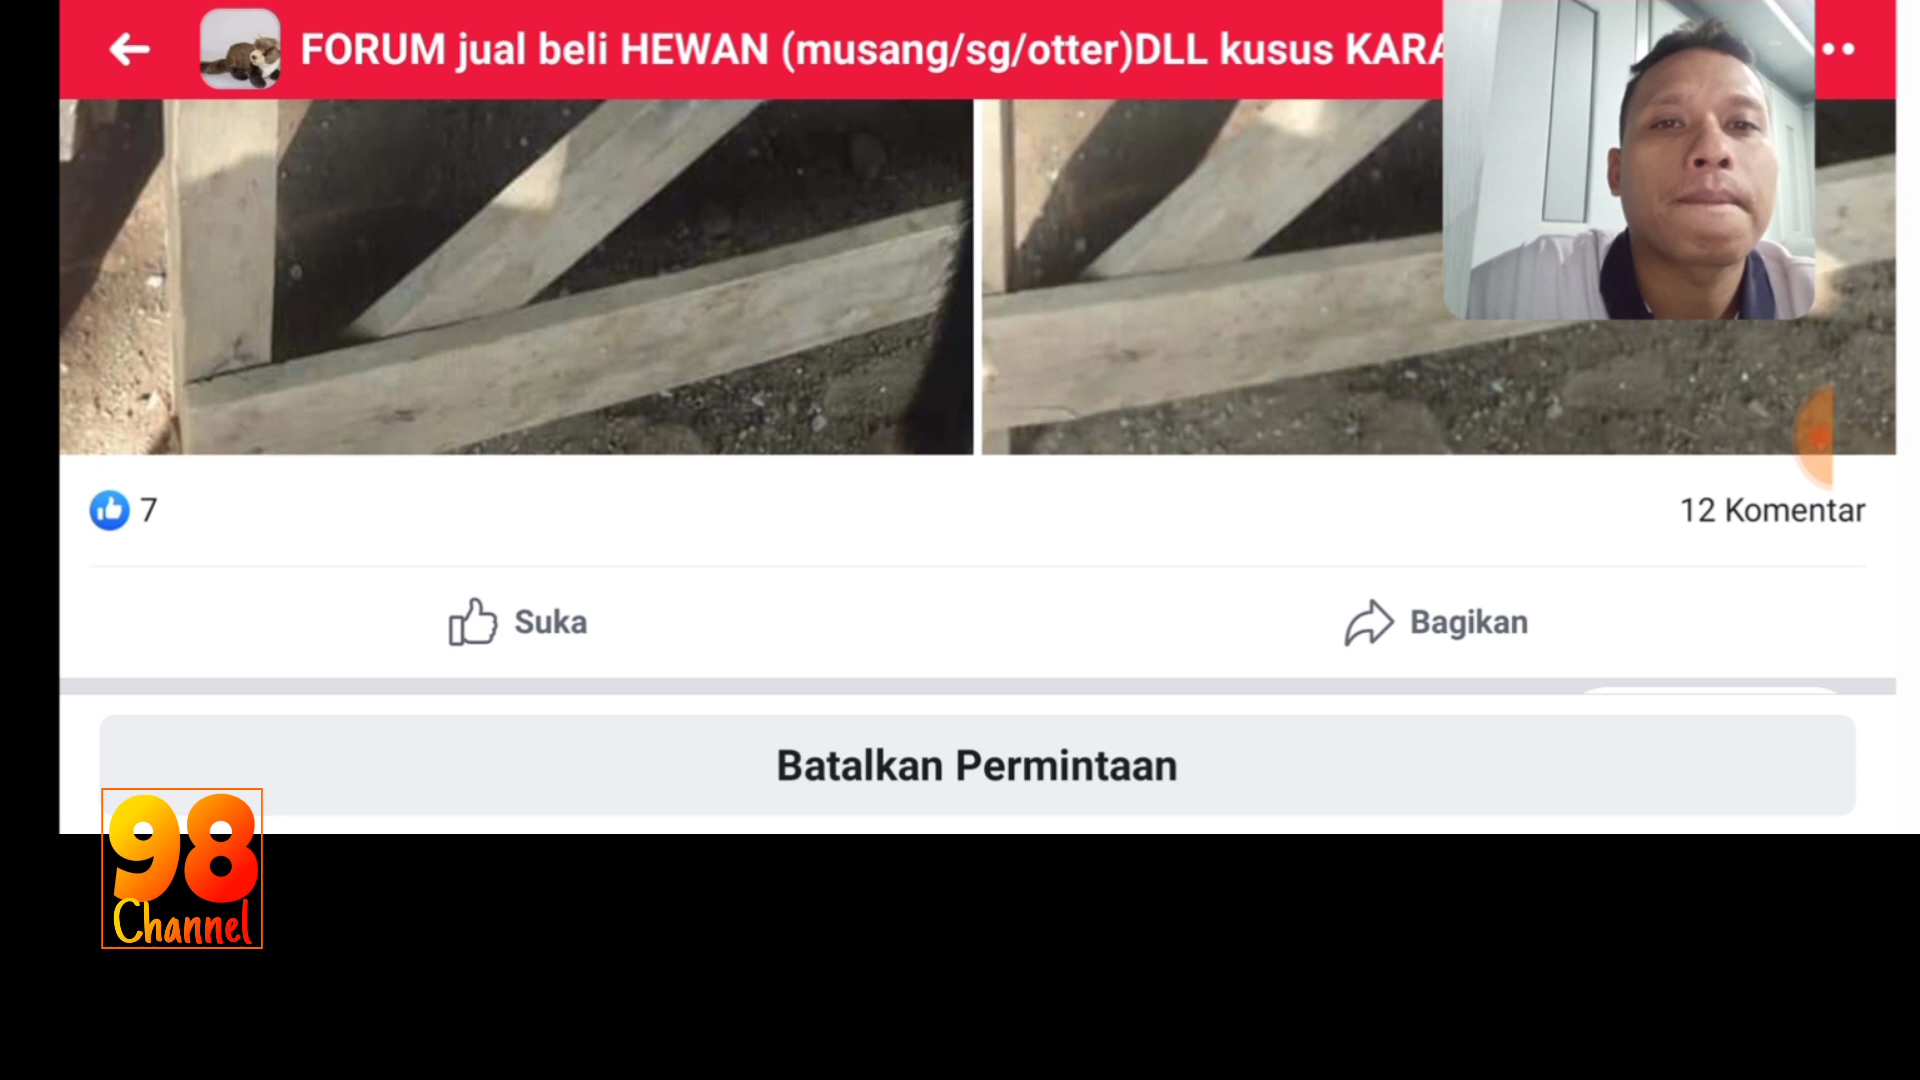 FORUM jual beli HEWAN (musang/sg/otter)DLL kusus KARA
7
12 Komentar
Suka
Bagikan
Batalkan Permintaan
98
Channel